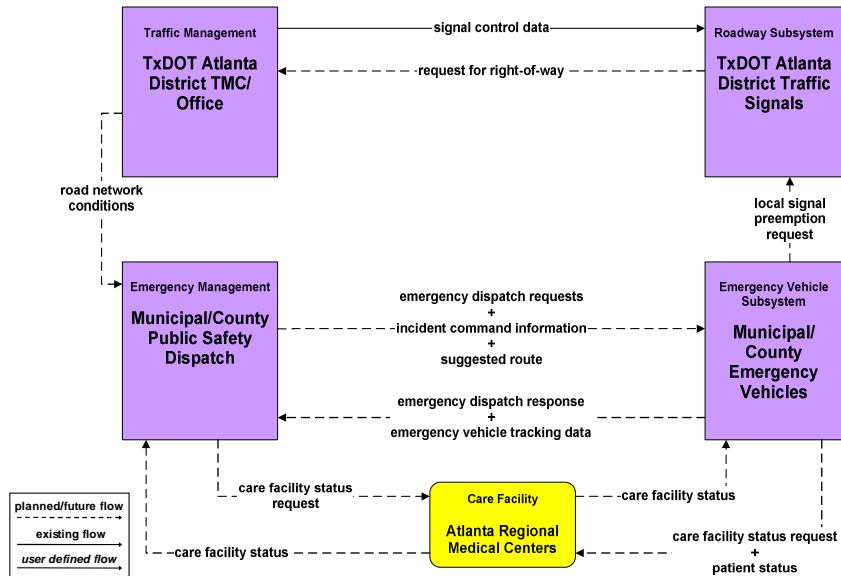 Traffic Management
TxDOT Atlanta
District TMC/
Office
signal control data
request for right-of-way
Roadway Subsystem
TxDOT Atlanta
District Traffic
Signals
road network
conditions
local signal
preemption
request
Emergency Management
Municipal/County
Public Safety
Dispatch
emergency dispatch requests
+
incident command information
+
suggested route
emergency dispatch response
+
emergency vehicle tracking data
Emergency Vehicle
Subsystem
Municipal/
County
Emergency
Vehicles
care facility status
request
Care Facility
Atlanta Regional
Medical Centers
care facility status
care facility status
care facility status request
+
patient status
planned/future flow
existing flow
user defined flow